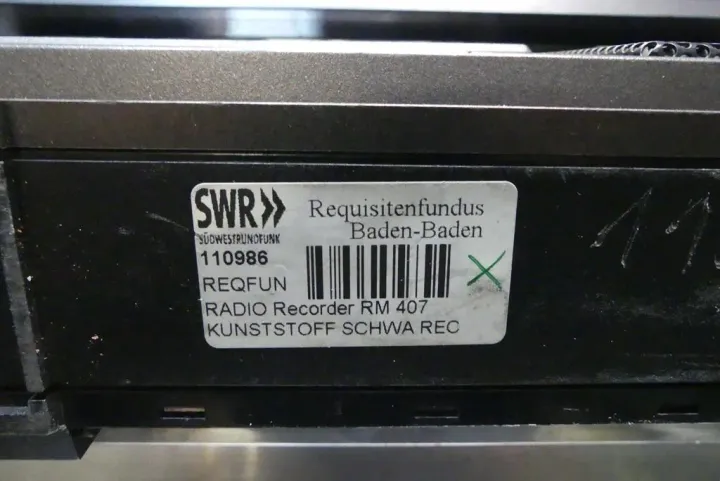 SWR»
SÜDWESTRUNDFUNK
Requisitenfundus
Baden-Baden
110986
REQFUN
RADIO Recorder RM 407
KUNSTSTOFF SCHWA REC